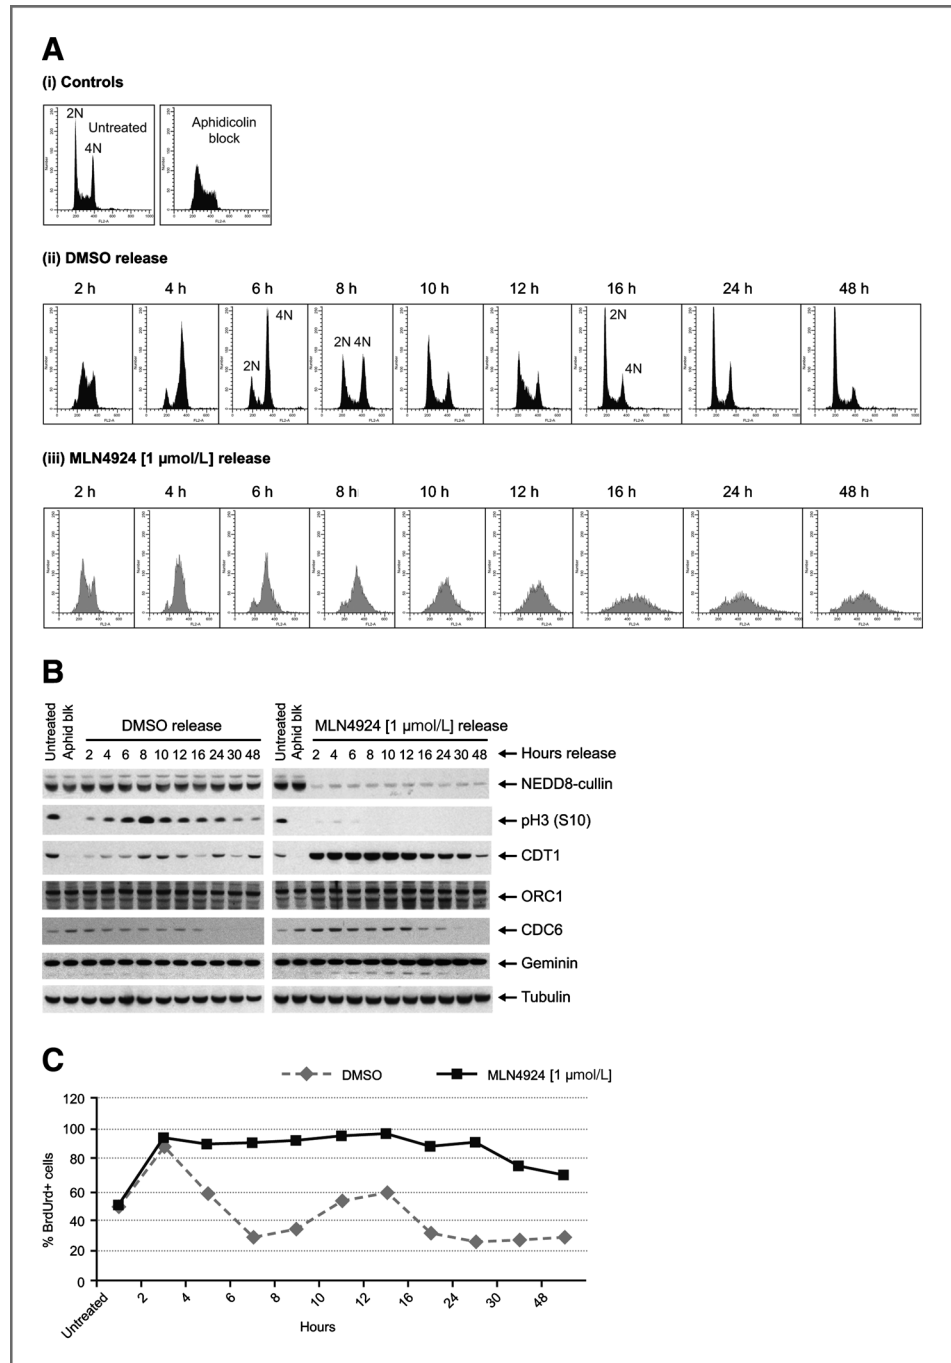 A
(i) Controls
2N
Untreated
4N
Aphidicolin
block
(ii) DMSO release
2 h 4 h 6 h 8 h 10 h 12 h 16 h 24 h 48 h
4N
2N
2N 4N
2N
4N
(iii) MLN4924 [1 µmol/L] release
2 h 4 h 6 h 8 h 10 h 12 h 16 h 24 h 48 h
B
Untreated
Aphid blk
DMSO release
2 4 6 8 10 12 16 24 30 48
Untreated
Aphid blk
MLN4924 [1 µmol/L] release
2 4 6 8 10 12 16 24 30 48
Hours release
NEDD8-cullin
pH3 (S10)
CDT1
ORC1
CDC6
Geminin
Tubulin
C
DMSO MLN4924 [1 µmol/L]
120
100
80
60
40
20
0
% BrdUrd+ cells
Untreated 2 4 6 8 10 12 16 24 30 48
Hours